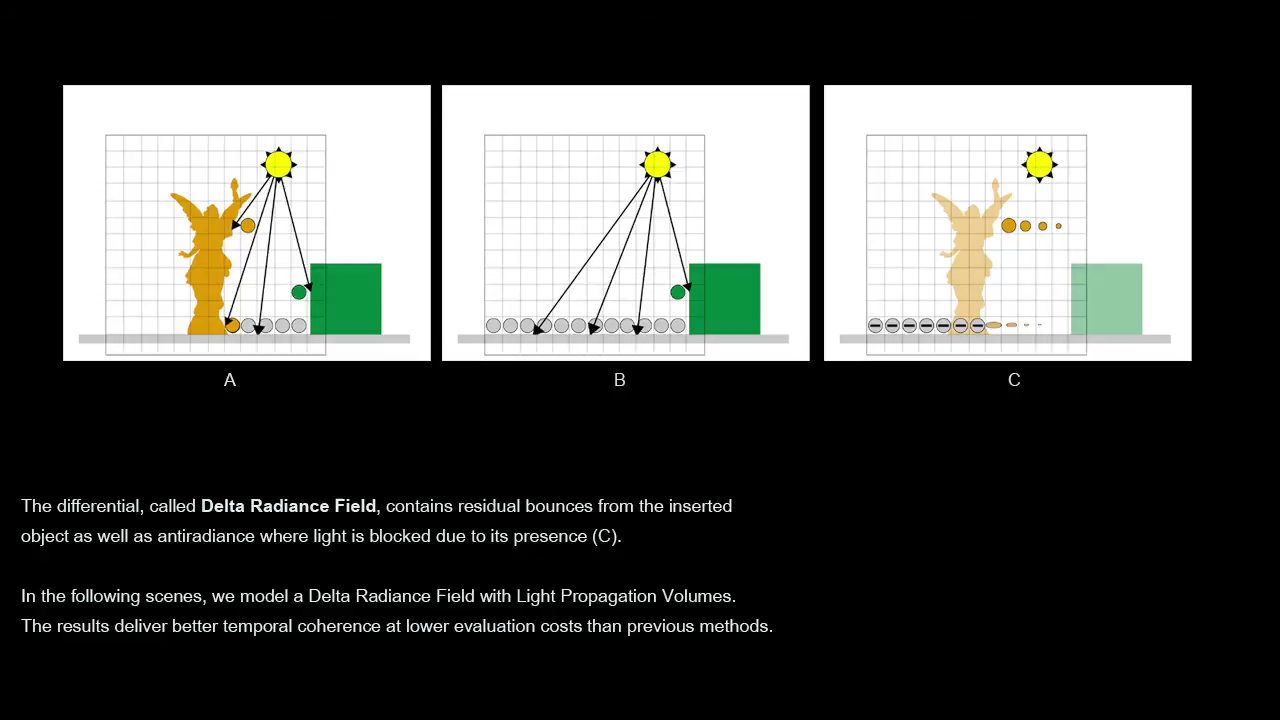 A
B
C
The differential, called Delta Radiance Field, contains residual bounces from the inserted
object as well as antiradiance where light is blocked due to its presence (C).
In the following scenes, we model a Delta Radiance Field with Light Propagation Volumes.
The results deliver better temporal coherence at lower evaluation costs than previous methods.